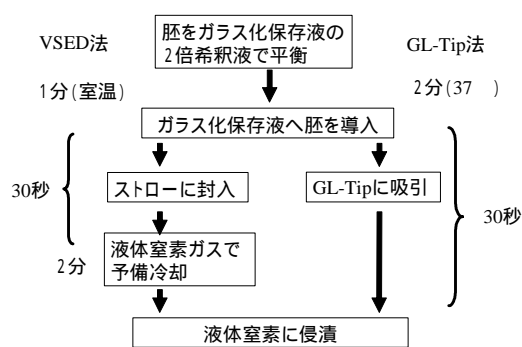 VSED法
胚をガラス化保存液の
2倍希釈液で平衡
GL-Tip法
1分(室温)
2分(37　)
ガラス化保存液へ胚を導入
30秒
ストローに封入
GL-Tipに吸引
30秒
2分
液体窒素ガスで
予備冷却
液体窒素に侵漬